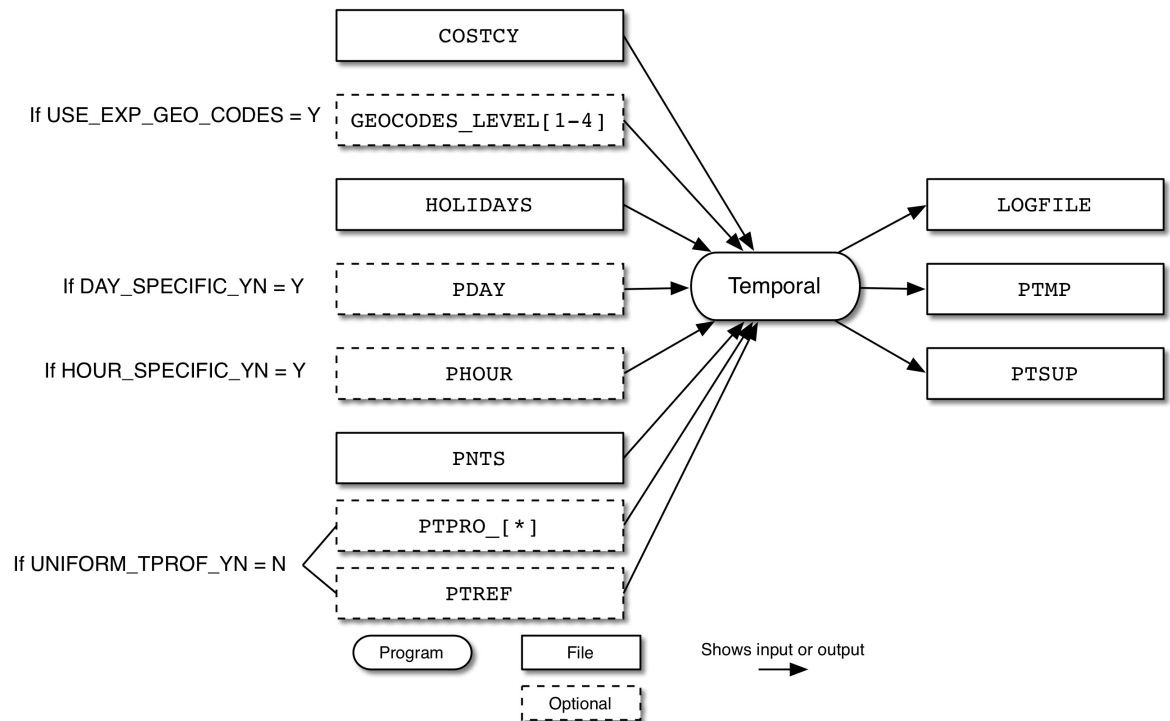 COSTCY
If USE_EXP_GEO_CODES = Y
GEOCODES_LEVEL[1-4]
HOLIDAYS
LOGFILE
If DAY_SPECIFIC_YN = Y
PDAY
Temporal
PTMP
If HOUR_SPECIFIC_YN = Y
PHOUR
PTSUP
PNTS
PTPRO_[*]
If UNIFORM_TPROF_YN = N
PTREF
Program
File
Shows input or output
Optional